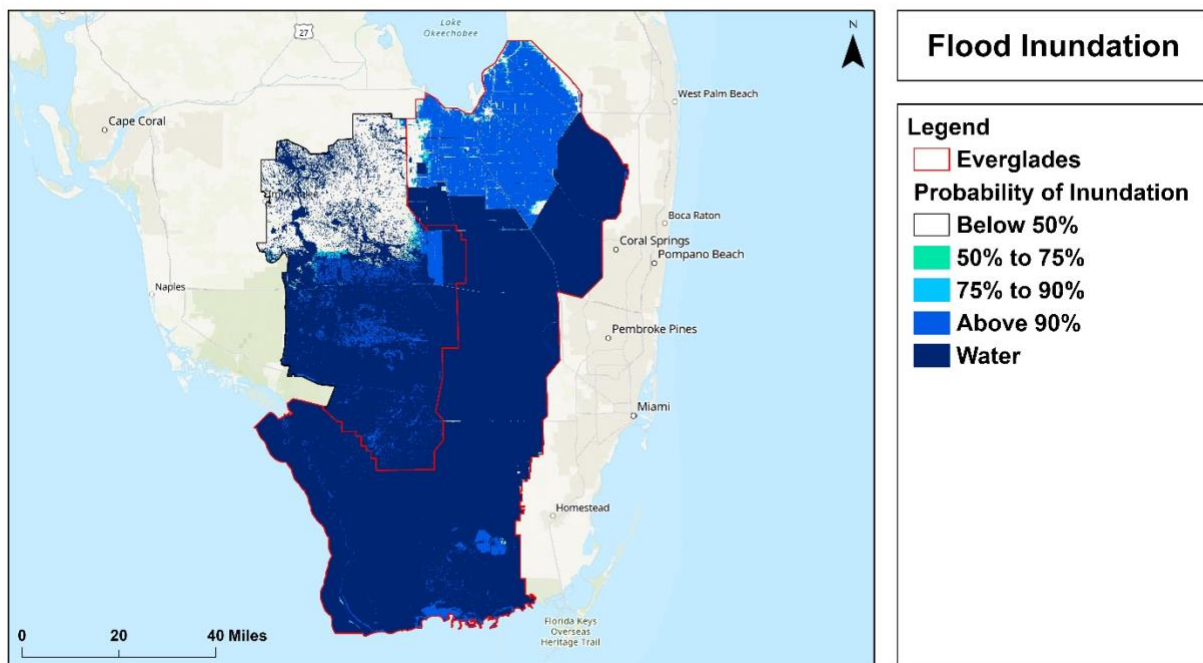 Flood Inundation
Legend
Everglades
Probability of Inundation
Below 50%
50% to 75%
75% to 90%
Above 90%
Water
N
Lake
Okeechobee
27
West Palm Beach
Cape Coral
Boca Raton
Coral Springs
Pompano Beach
Naples
Pembroke Pines
Miami
Homestead
Florida Keys
Overseas
Heritage Trail
0 20 40 Miles